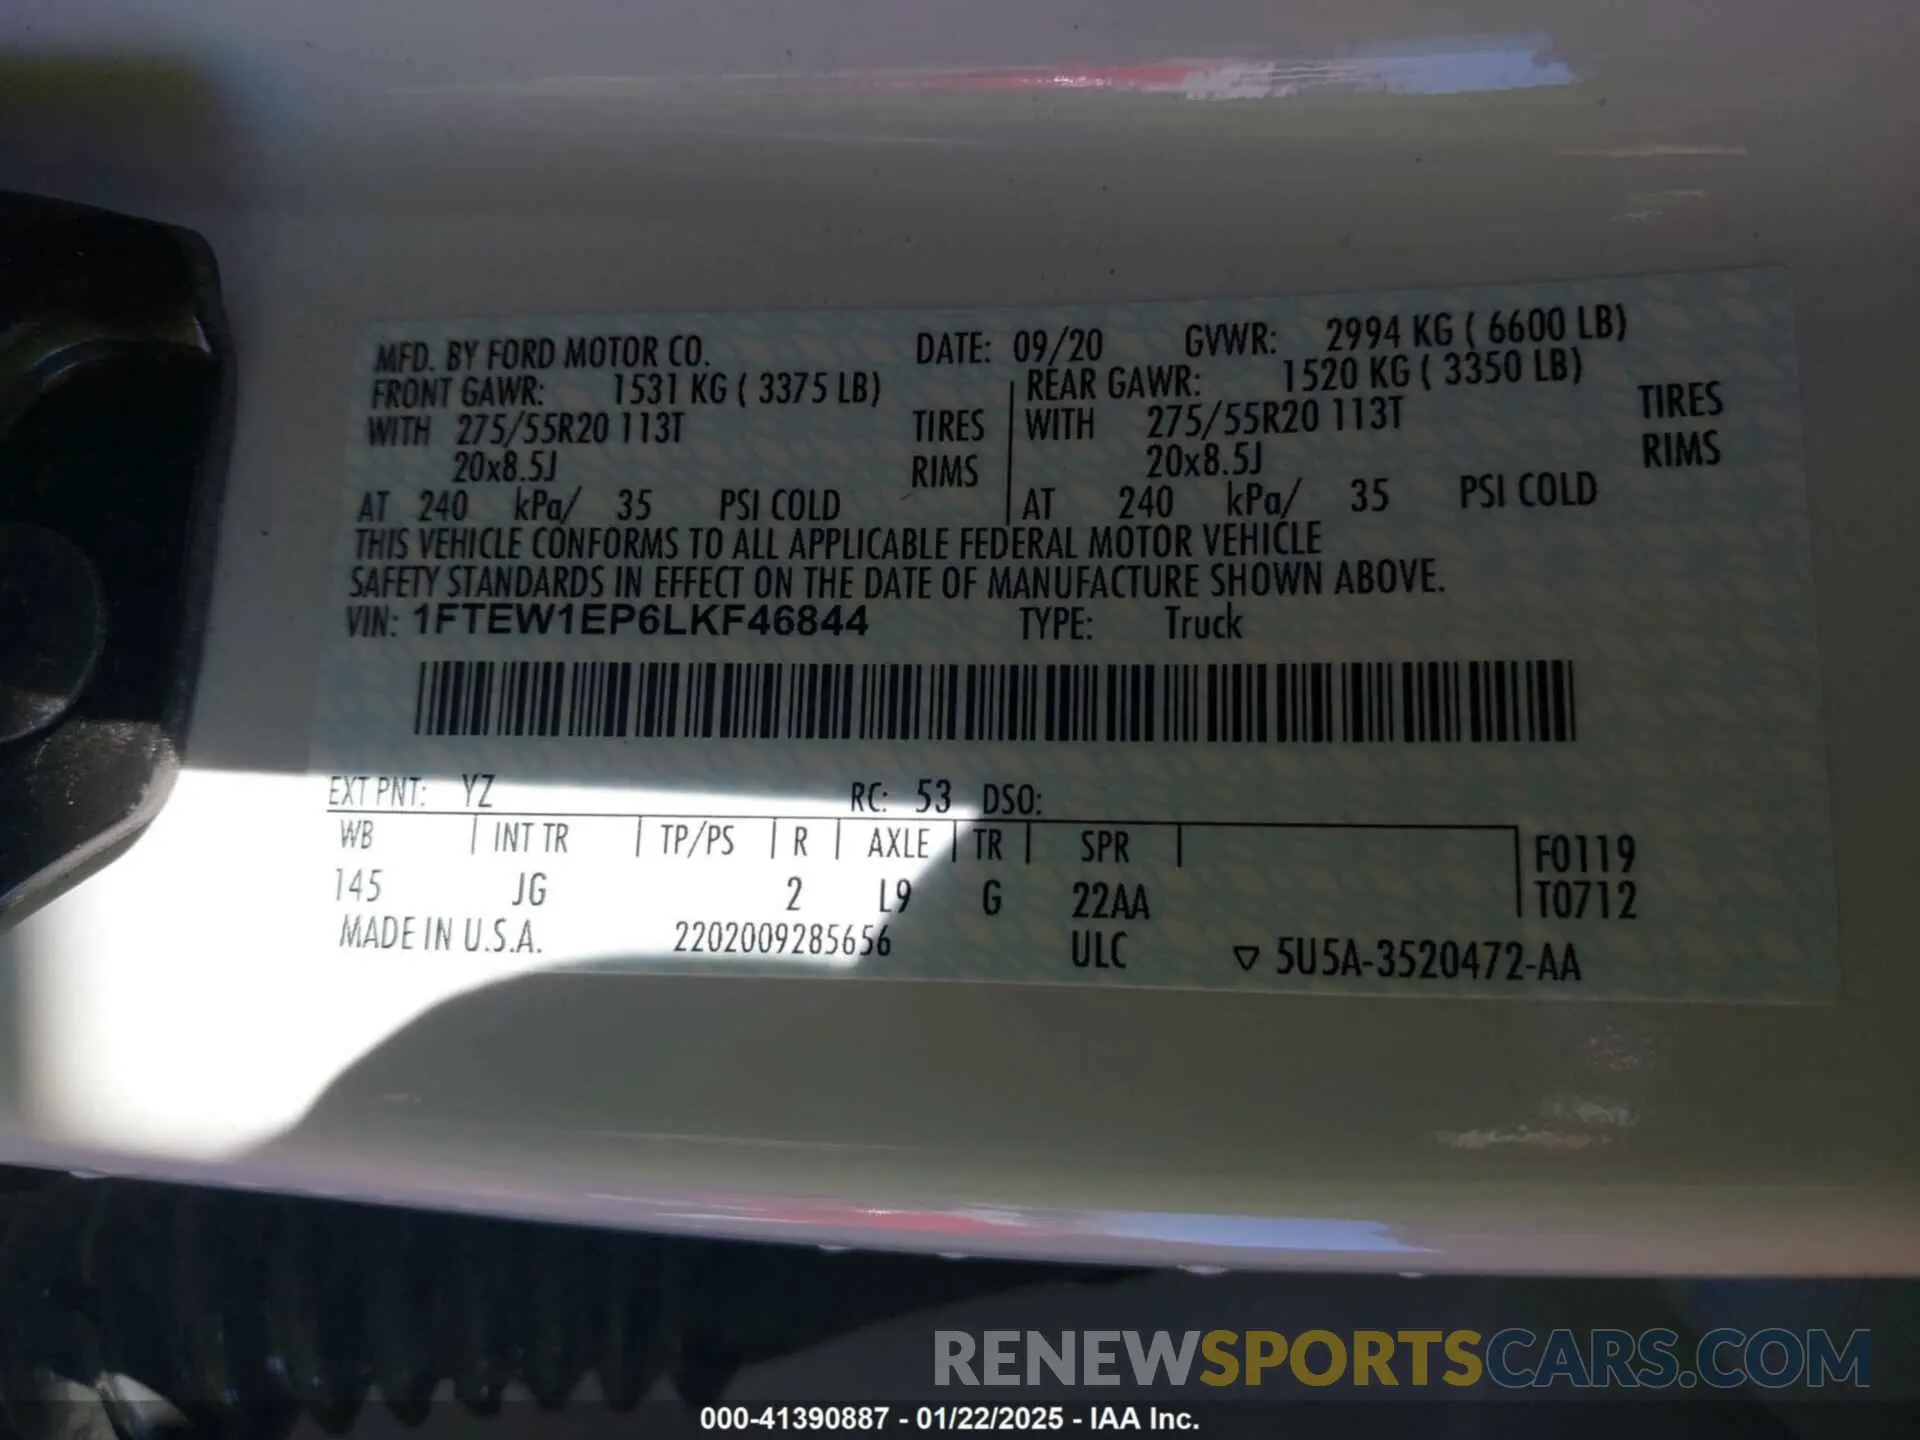 MFD. BY FORD MOTOR CO. DATE: 09/20 GVWR: 2994 KG ( 6600 LB)
FRONT GAWR: 1531 KG ( 3375 LB) REAR GAWR: 1520 KG ( 3350 LB)
WITH 275/55R20 113T TIRES WITH 275/55R20 113T TIRES
20x8.5J RIMS 20x8.5J RIMS
AT 240 kPa/ 35 PSI COLD AT 240 kPa/ 35 PSI COLD
THIS VEHICLE CONFORMS TO ALL APPLICABLE FEDERAL MOTOR VEHICLE
SAFETY STANDARDS IN EFFECT ON THE DATE OF MANUFACTURE SHOWN ABOVE.
VIN: 1FTEW1EP6LKF46844 TYPE: Truck
EXT PNT: YZ RC: 53 DSO:
WB INT TR TP/PS R AXLE TR SPR F0119
145 JG 2 L9 G 22AA T0712
MADE IN U.S.A. 2202009285656 ULC ▽ 5U5A-3520472-AA
RENEWSPORTSCARS.COM
000-41390887 - 01/22/2025 - IAA Inc.